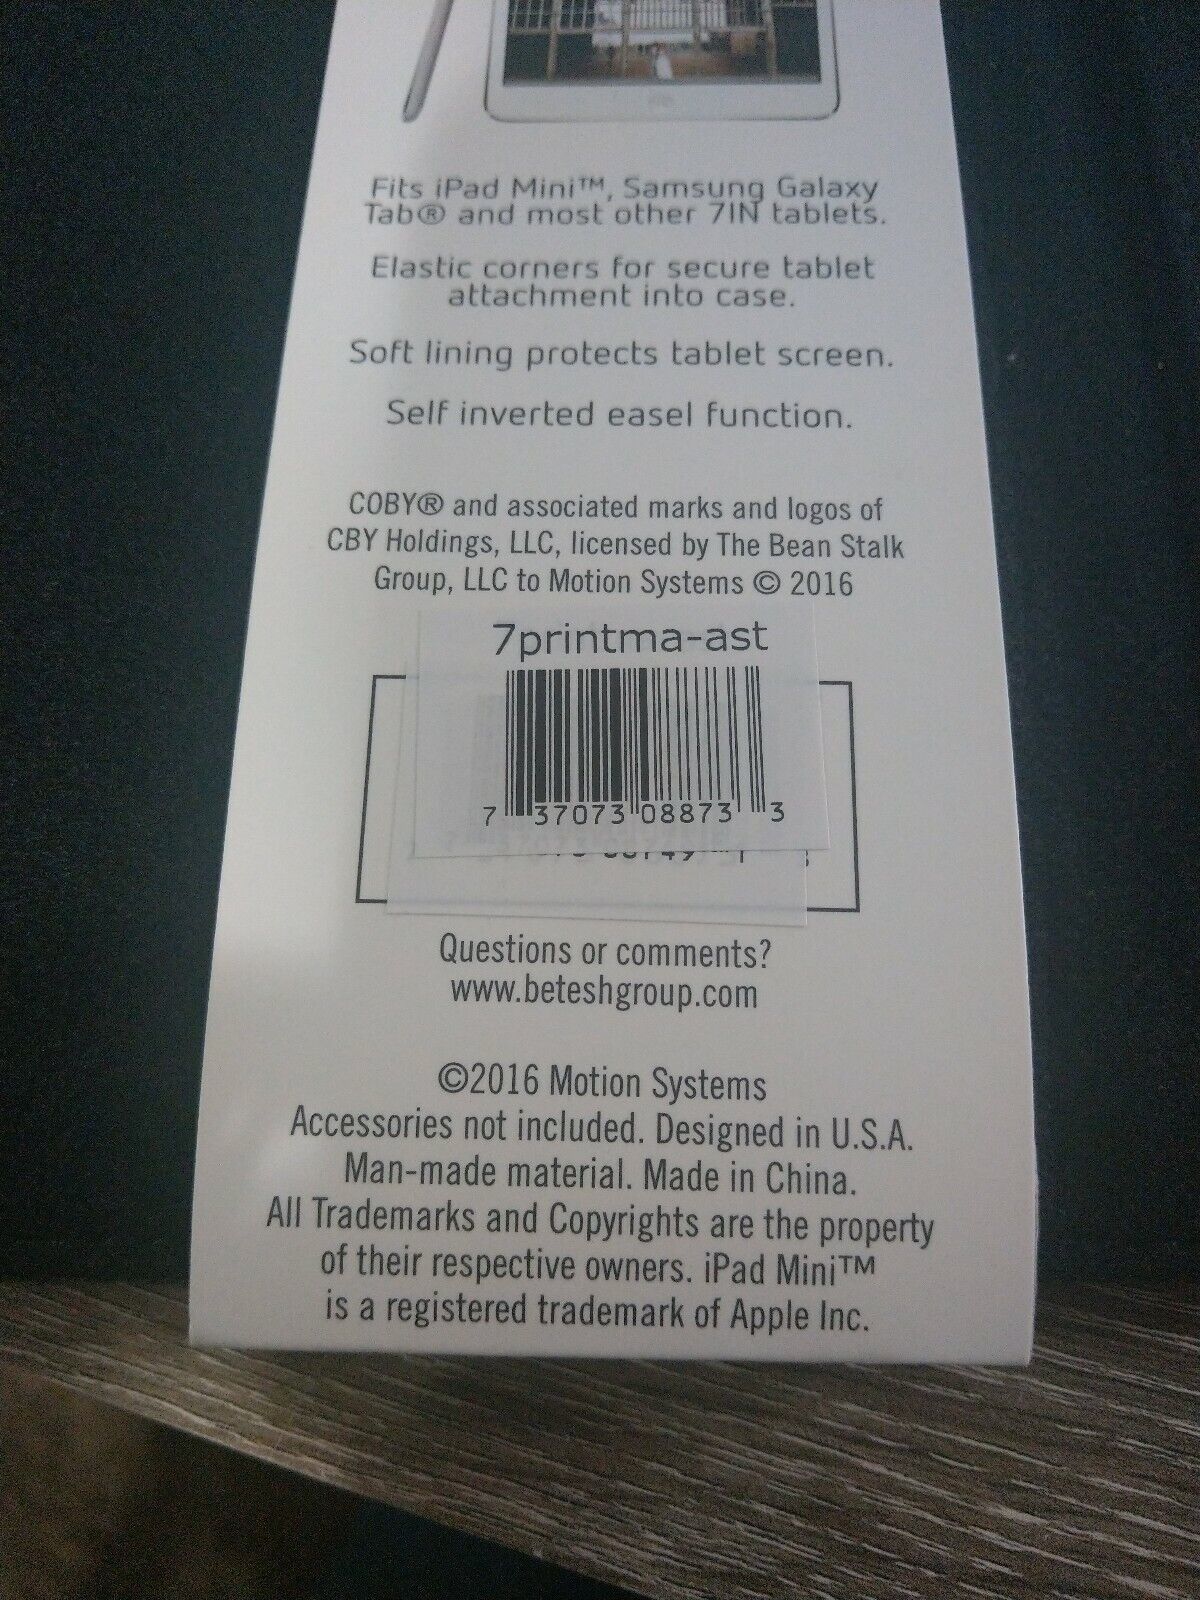 Fits iPad Mini™, Samsung Galaxy
Tab® and most other 7IN tablets.
Elastic corners for secure tablet
attachment into case.
Soft lining protects tablet screen.
Self inverted easel function.
COBY® and associated marks and logos of
CBY Holdings, LLC, licensed by The Bean Stalk
Group, LLC to Motion Systems © 2016
7printma-ast
7 37073 08873 3
Questions or comments?
www.beteshgroup.com
©2016 Motion Systems
Accessories not included. Designed in U.S.A.
Man-made material. Made in China.
All Trademarks and Copyrights are the property
of their respective owners. iPad Mini™
is a registered trademark of Apple Inc.